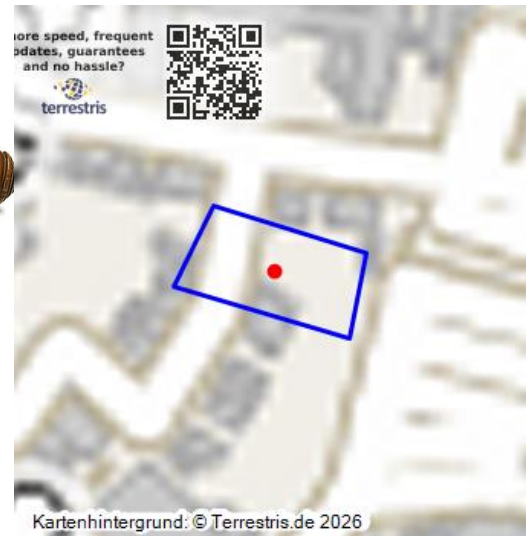 ore speed, frequent
pdates, guarantees
and no hassle?
terrestris
Kartenhintergrund: © Terrestris.de 2026